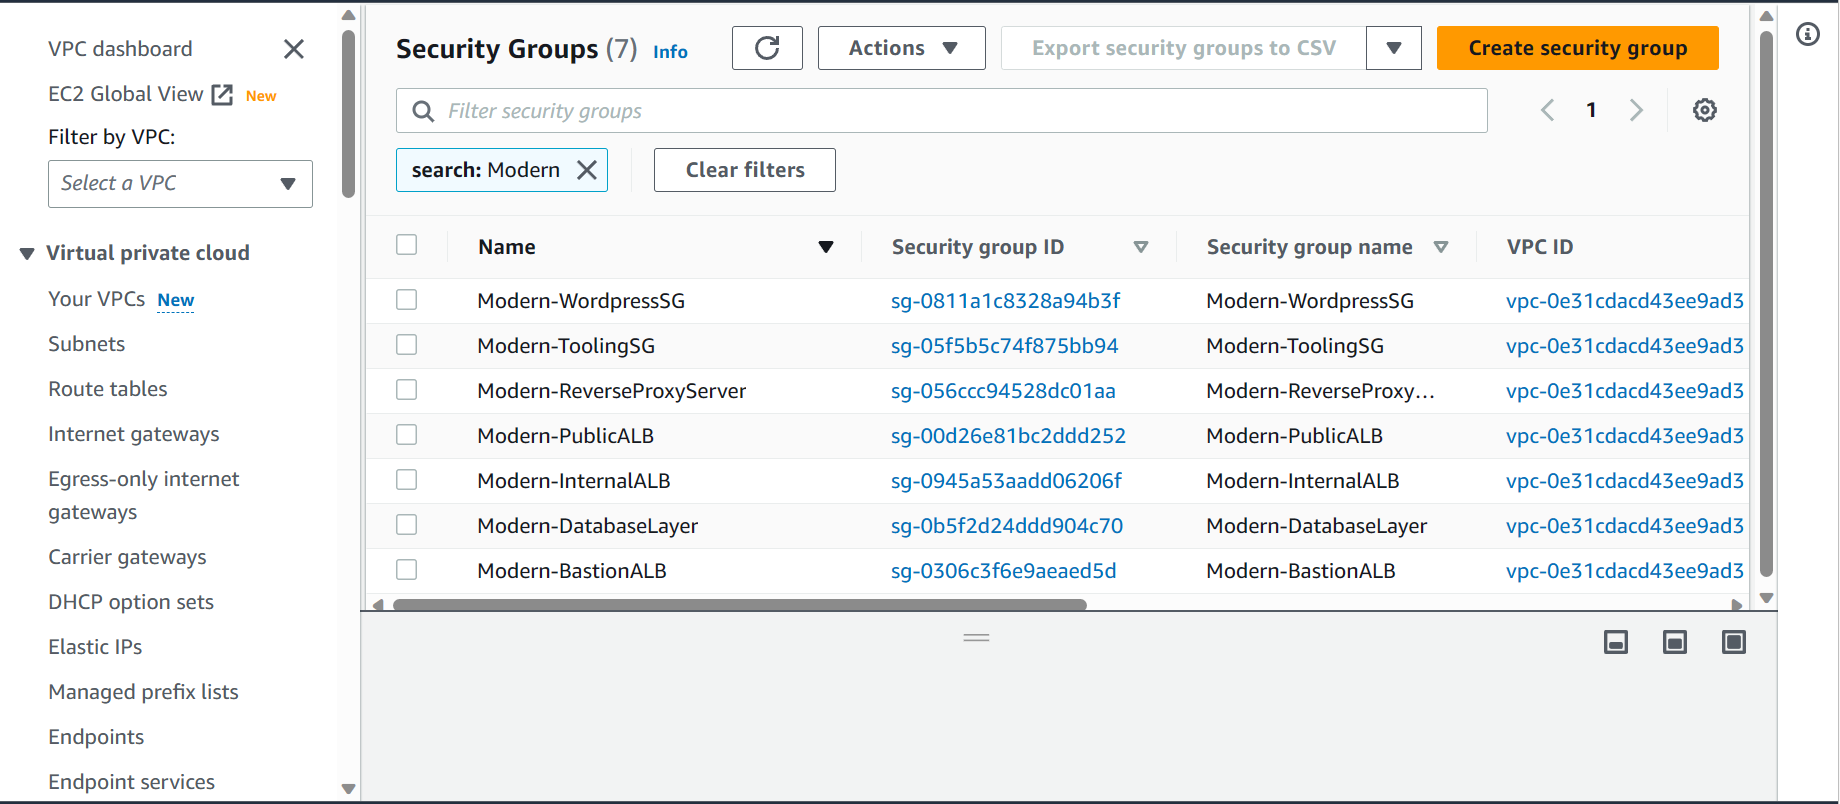 VPC dashboard
EC2 Global View New
Filter by VPC:
Select a VPC
Virtual private cloud
Your VPCs New
Subnets
Route tables
Internet gateways
Egress-only internet
gateways
Carrier gateways
DHCP option sets
Elastic IPs
Managed prefix lists
Endpoints
Endpoint services
Security Groups (7) Info
Actions
Export security groups to CSV
Create security group
Filter security groups
1
search: Modern
Clear filters
Name Security group ID Security group name VPC ID
Modern-WordpressSG sg-0811a1c8328a94b3f Modern-WordpressSG vpc-0e31cdacd43ee9ad3
Modern-ToolingSG sg-05f5b5c74f875bb94 Modern-ToolingSG vpc-0e31cdacd43ee9ad3
Modern-ReverseProxyServer sg-056ccc94528dc01aa Modern-ReverseProxy... vpc-0e31cdacd43ee9ad3
Modern-PublicALB sg-00d26e81bc2ddd252 Modern-PublicALB vpc-0e31cdacd43ee9ad3
Modern-InternalALB sg-0945a53aadd06206f Modern-InternalALB vpc-0e31cdacd43ee9ad3
Modern-DatabaseLayer sg-0b5f2d24ddd904c70 Modern-DatabaseLayer vpc-0e31cdacd43ee9ad3
Modern-BastionALB sg-0306c3f6e9aeaed5d Modern-BastionALB vpc-0e31cdacd43ee9ad3